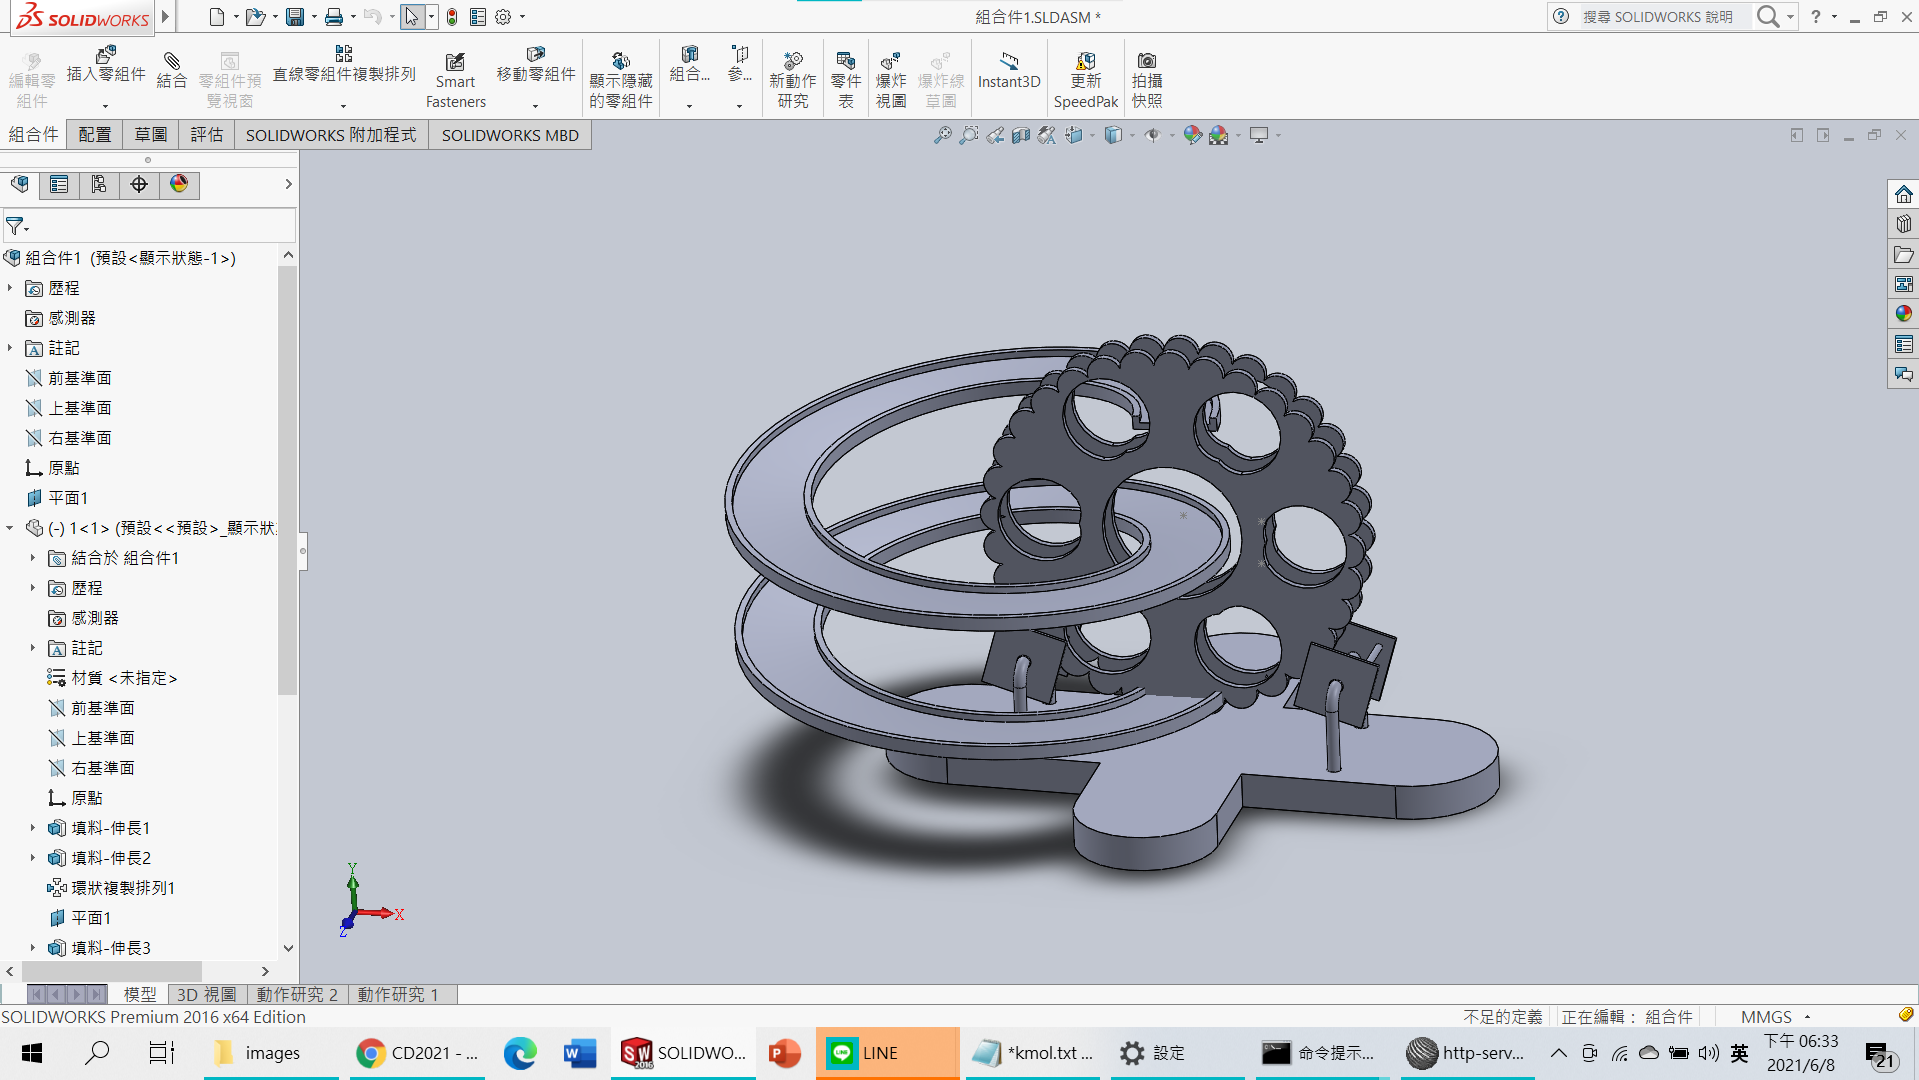 SOLIDWORKS
組合件1.SLDASM *
搜尋 SOLIDWORKS 說明
編輯零組件
插入零組件
結合
零組件預覽視窗
直線零組件複製排列
Smart Fasteners
移動零組件
顯示隱藏的零組件
組合...
參...
新動作研究
零件表
爆炸視圖
爆炸線草圖
Instant3D
更新 SpeedPak
拍攝快照
組合件
配置
草圖
評估
SOLIDWORKS 附加程式
SOLIDWORKS MBD
組合件1 (預設<顯示狀態-1>)
歷程
感測器
註記
前基準面
上基準面
右基準面
原點
平面1
(-) 1<1> (預設<<預設>_顯示狀
結合於 組合件1
歷程
感測器
註記
材質 <未指定>
前基準面
上基準面
右基準面
原點
填料-伸長1
填料-伸長2
環狀複製排列1
平面1
填料-伸長3
Y
X
Z
模型
3D 視圖
動作研究 2
動作研究 1
SOLIDWORKS Premium 2016 x64 Edition
不足的定義
正在編輯： 組合件
MMGS
images
CD2021 - ...
SOLIDWO...
LINE
*kmol.txt ...
設定
命令提示...
http-serv...
英
下午 06:33
2021/6/8
21